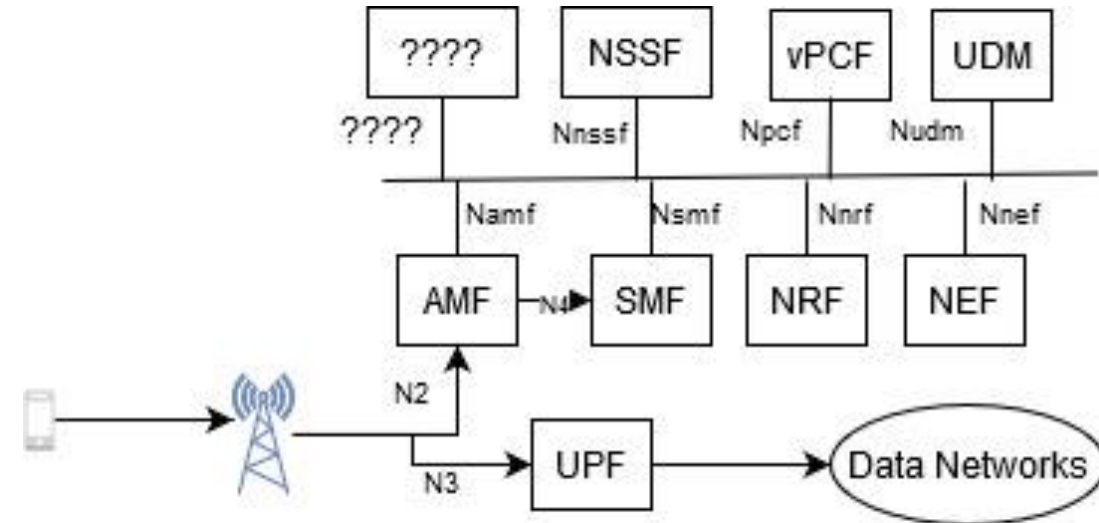 ????
NSSF
vPCF
UDM
????
Nnssf
Npcf
Nudm
Namf
Nsmf
Nnrf
Nnef
AMF
N4
SMF
NRF
NEF
N2
N3
UPF
Data Networks